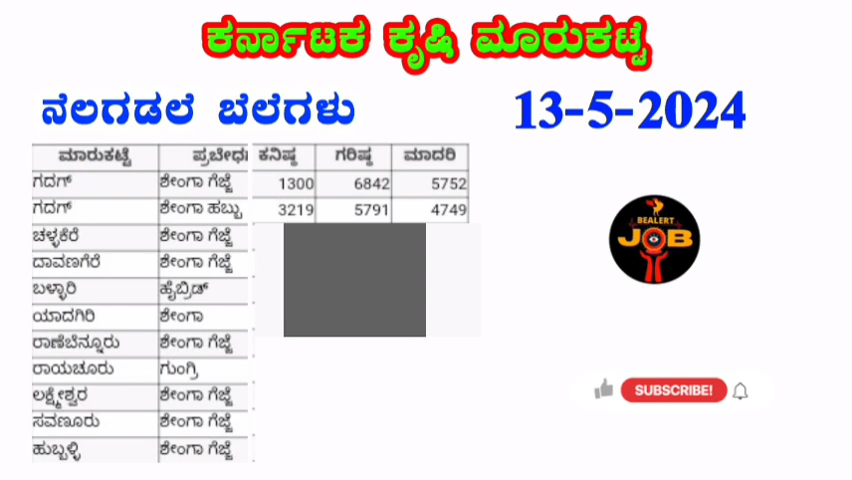 ಕರ್ನಾಟಕ ಕೃಷಿ ಮಾರುಕಟ್ಟೆ
ನೆಲಗಡಲೆ ಬೆಲೆಗಳು 13-5-2024
ಮಾರುಕಟ್ಟೆ ಪ್ರಬೇಧ ಕನಿಷ್ಠ ಗರಿಷ್ಠ ಮಾದರಿ
ಗದಗ್ ಶೇಂಗಾ ಗೆಜ್ಜೆ 1300 6842 5752
ಗದಗ್ ಶೇಂಗಾ ಹಬ್ಬು 3219 5791 4749
ಚಳ್ಳಕೆರೆ ಶೇಂಗಾ ಗೆಜ್ಜೆ
ದಾವಣಗೆರೆ ಶೇಂಗಾ ಗೆಜ್ಜೆ
ಬಳ್ಳಾರಿ ಹೈಬ್ರಿಡ್
ಯಾದಗಿರಿ ಶೇಂಗಾ
ರಾಣೆಬೆನ್ನೂರು ಶೇಂಗಾ ಗೆಜ್ಜೆ
ರಾಯಚೂರು ಗುಂಗ್ರಿ
ಲಕ್ಷ್ಮೇಶ್ವರ ಶೇಂಗಾ ಗೆಜ್ಜೆ
ಸವಣೂರು ಶೇಂಗಾ ಗೆಜ್ಜೆ
ಹುಬ್ಬಳ್ಳಿ ಶೇಂಗಾ ಗೆಜ್ಜೆ
BEALERT
JOB
SUBSCRIBE!